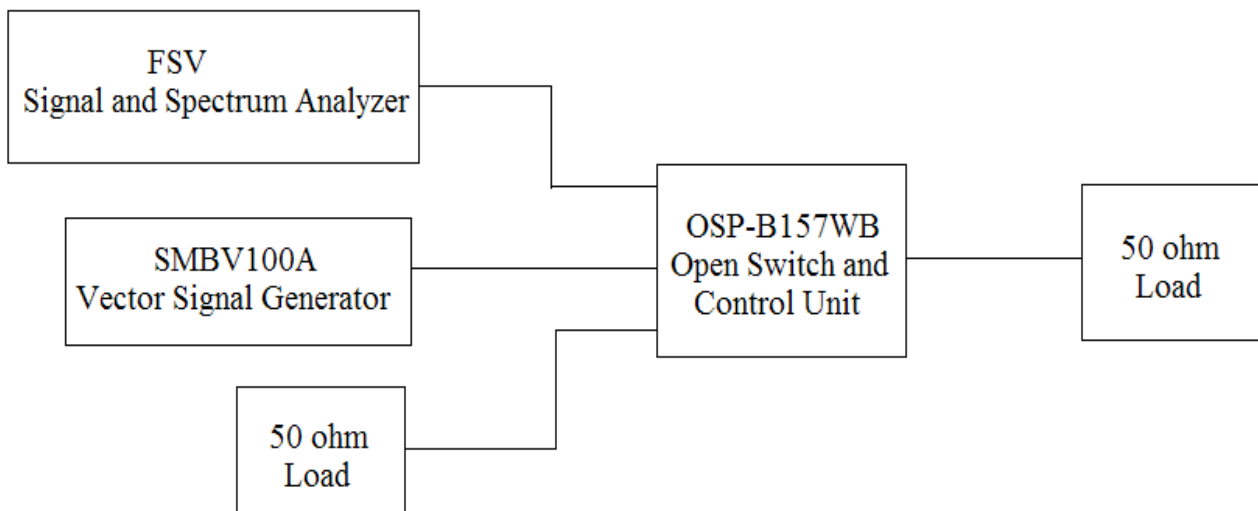 FSV
Signal and Spectrum Analyzer
SMBV100A
Vector Signal Generator
50 ohm
Load
OSP-B157WB
Open Switch and
Control Unit
50 ohm
Load